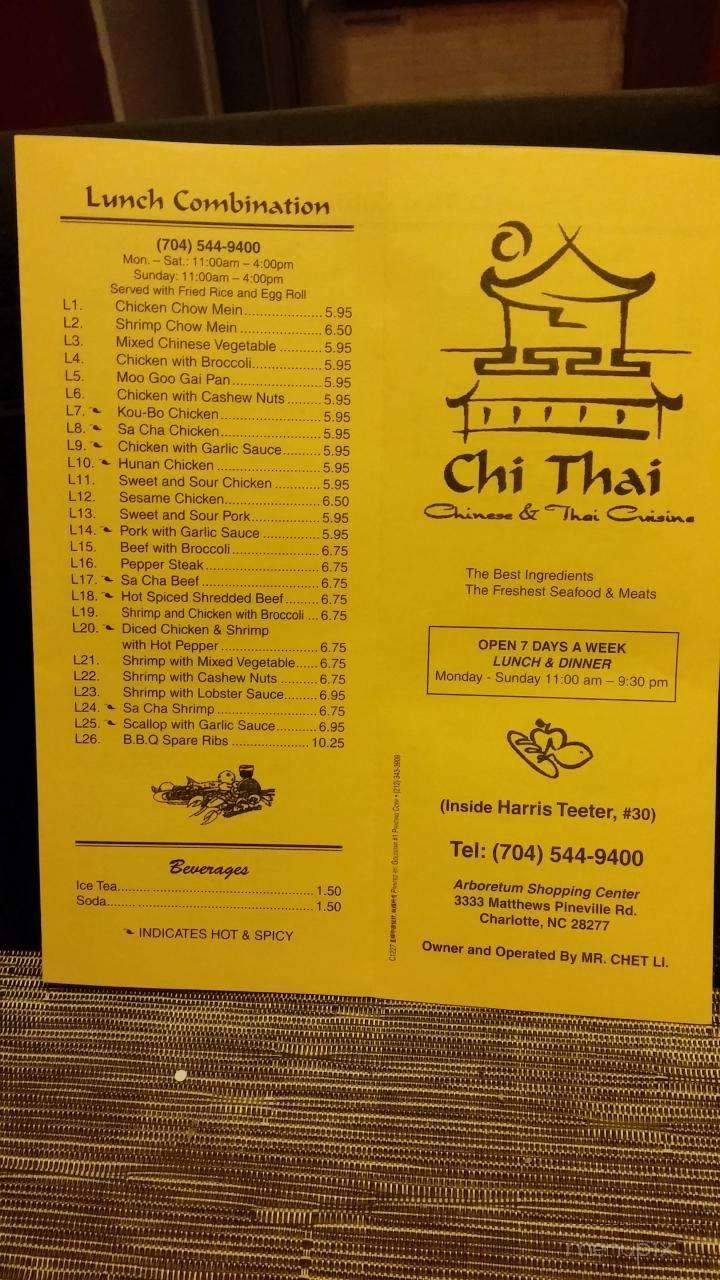 Lunch Combination
(704) 544-9400
Mon. – Sat.: 11:00am – 4:00pm
Sunday: 11:00am – 4:00pm
Served with Fried Rice and Egg Roll
L1. Chicken Chow Mein 5.95
L2. Shrimp Chow Mein 6.50
L3. Mixed Chinese Vegetable 5.95
L4. Chicken with Broccoli 5.95
L5. Moo Goo Gai Pan 5.95
L6. Chicken with Cashew Nuts 5.95
L7. Kou-Bo Chicken 5.95
L8. Sa Cha Chicken 5.95
L9. Chicken with Garlic Sauce 5.95
L10. Hunan Chicken 5.95
L11. Sweet and Sour Chicken 5.95
L12. Sesame Chicken 6.50
L13. Sweet and Sour Pork 5.95
L14. Pork with Garlic Sauce 5.95
L15. Beef with Broccoli 6.75
L16. Pepper Steak 6.75
L17. Sa Cha Beef 6.75
L18. Hot Spiced Shredded Beef 6.75
L19. Shrimp and Chicken with Broccoli 6.75
L20. Diced Chicken & Shrimp
with Hot Pepper 6.75
L21. Shrimp with Mixed Vegetable 6.75
L22. Shrimp with Cashew Nuts 6.75
L23. Shrimp with Lobster Sauce 6.95
L24. Sa Cha Shrimp 6.75
L25. Scallop with Garlic Sauce 6.95
L26. B.B.Q Spare Ribs 10.25
Beverages
Ice Tea 1.50
Soda 1.50
INDICATES HOT & SPICY
Chi Thai
Chinese & Thai Cuisine
The Best Ingredients
The Freshest Seafood & Meats
OPEN 7 DAYS A WEEK
LUNCH & DINNER
Monday - Sunday 11:00 am – 9:30 pm
(Inside Harris Teeter, #30)
Tel: (704) 544-9400
Arboretum Shopping Center
3333 Matthews Pineville Rd.
Charlotte, NC 28277
Owner and Operated By MR. CHET LI.
menupix